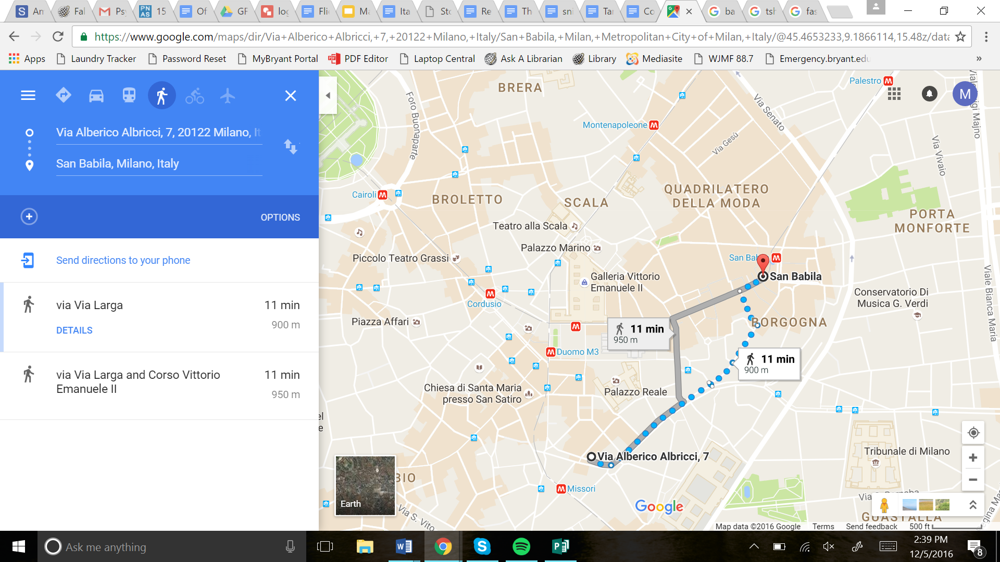 An
Fal
Psy
PN AS
15
Of
GF
log
Flie
Ma
Ita
Sto
Re
Th
sni
Tar
Co
ba
tsh
fas
https://www.google.com/maps/dir/Via+Alberico+Albricci,+7,+20122+Milano,+Italy/San+Babila,+Milan,+Metropolitan+City+of+Milan,+Italy/@45.4653233,9.1866114,15.48z/data
Apps
Laundry Tracker
Password Reset
MyBryant Portal
PDF Editor
Laptop Central
Ask A Librarian
Library
Mediasite
WJMF 88.7
Emergency.bryant.edu
»
Via Alberico Albricci, 7, 20122 Milano, It
San Babila, Milano, Italy
OPTIONS
Send directions to your phone
via Via Larga
11 min
DETAILS
900 m
via Via Larga and Corso Vittorio
Emanuele II
11 min
950 m
BRERA
Palestro
M
Montenapoleone
Foro Buonaparte
Via Senato
Via Gesù
Via Vivaio
Cairoli
BROLETTO
SCALA
QUADRILATERO
DELLA MODA
PORTA
MONFORTE
Teatro alla Scala
Palazzo Marino
Piccolo Teatro Grassi
San Bab
San Babila
Galleria Vittorio
Emanuele II
Cordusio
Conservatorio Di
Musica G. Verdi
Viale Bianca Maria
Piazza Affari
BORGOGNA
11 min
950 m
Duomo M3
11 min
900 m
Chiesa di Santa Maria
presso San Satiro
Palazzo Reale
el
e
Via Alberico Albricci, 7
Tribunale di Milano
BIO
Missori
Via S. Vito
Earth
Google
GUASTALLA
Map data ©2016 Google
Terms
Send feedback
500 ft
Ask me anything
2:39 PM
12/5/2016
8